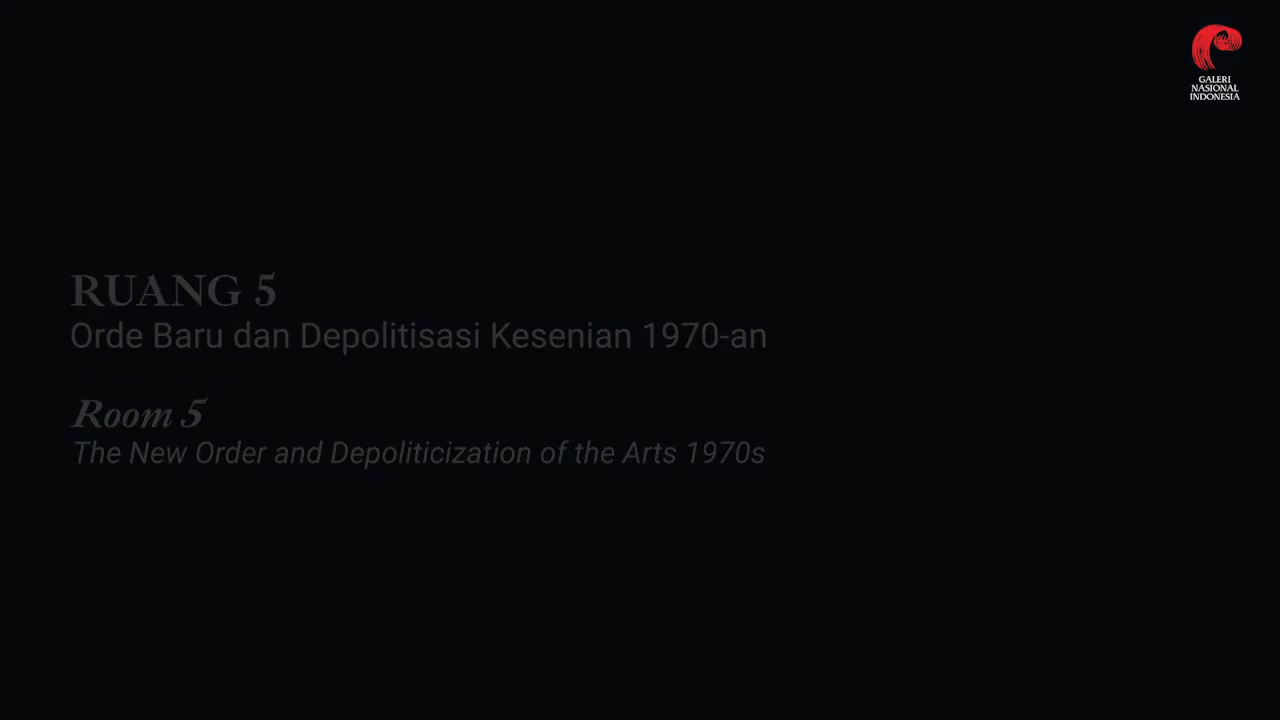 GALERI
NASIONAL
INDONESIA
RUANG 5
Orde Baru dan Depolitisasi Kesenian 1970-an
Room 5
The New Order and Depoliticization of the Arts 1970s